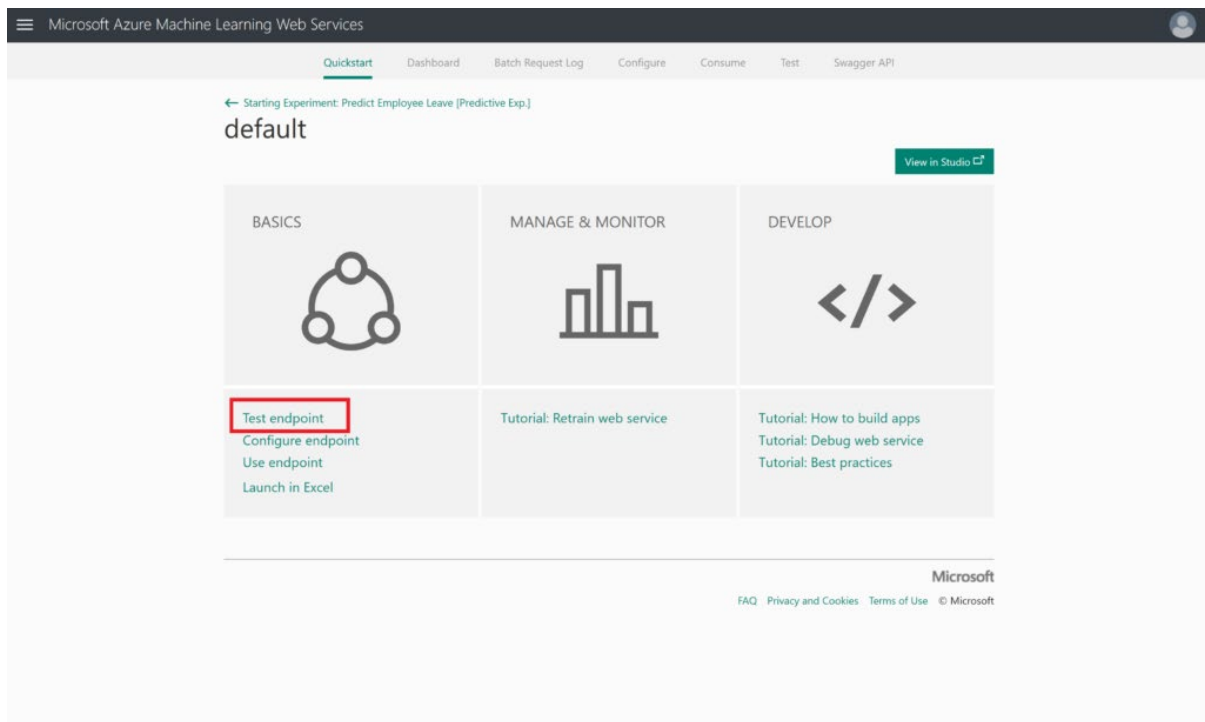 Microsoft Azure Machine Learning Web Services
Quickstart Dashboard Batch Request Log Configure Consume Test Swagger API
← Starting Experiment: Predict Employee Leave [Predictive Exp.]
default
View in Studio
BASICS
MANAGE & MONITOR
DEVELOP
</>
Test endpoint
Configure endpoint
Use endpoint
Launch in Excel
Tutorial: Retrain web service
Tutorial: How to build apps
Tutorial: Debug web service
Tutorial: Best practices
Microsoft
FAQ Privacy and Cookies Terms of Use © Microsoft